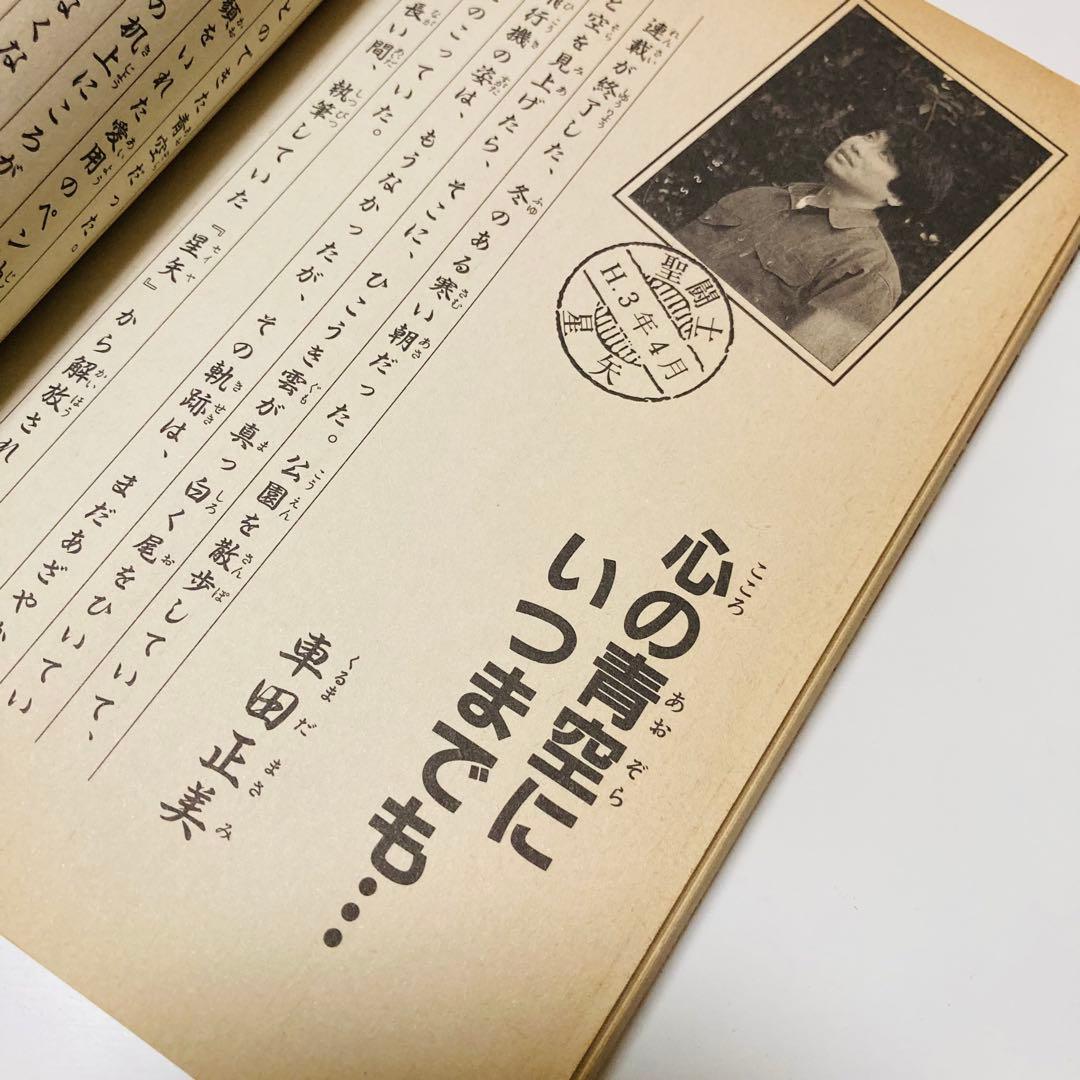 聖闘士
H.3年4月
星矢
心の青空に
いつまでも…
車田正美
連載が終了した、冬のある寒い朝だった。公園を散歩していて、
と空を見上げたら、そこに、ひこうき雲が真っ白く尾をひいてい
行機の姿は、もうなかったが、その軌跡は、まだあざやか
のこっていた。
長い間、執筆していた『星矢』から解放され
てきた青空だった。
顔をいれた愛用のペン
の机上にころが
くな